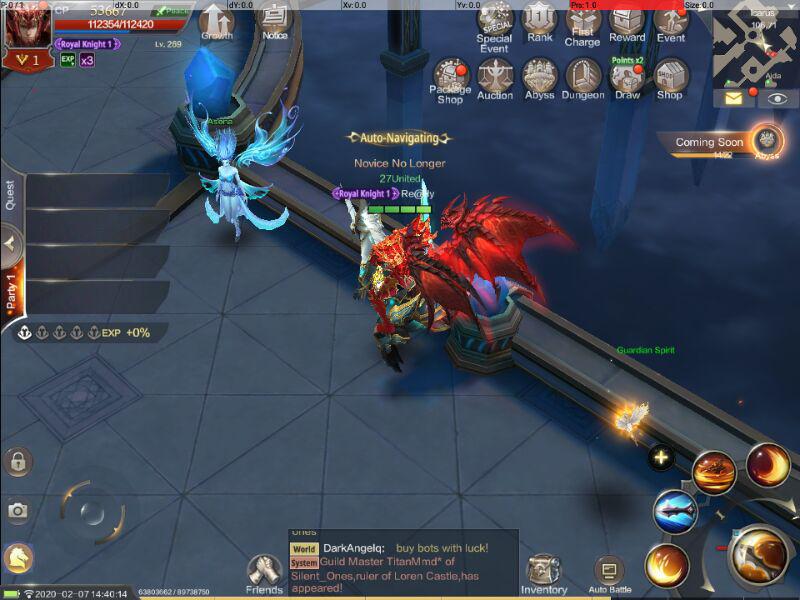 P:0/1
dX:0.0
dY:0.0
Xv:0.0
Yv:0.0
Prs:1.0
Size:0.0
CP
Peace
112354/112420
Royal Knight 1
Lv. 289
1
EXP
x3
Growth
Notice
Special Event
Rank
First Charge
Reward
Event
Icarus
Aida
Package Shop
Auction
Abyss
Dungeon
Points x2
Draw
Shop
Coming Soon
Abyss
Asona
Auto-Navigating
Novice No Longer
27United
Royal Knight 1
Quest
Party 1
EXP +0%
Guardian Spirit
World DarkAngelq: buy bots with luck!
System Guild Master TitanMmd* of
Silent_Ones,ruler of Loren Castle,has
appeared!
Friends
Inventory
Auto Battle
2020-02-07 14:40:14
63803662 / 89738750